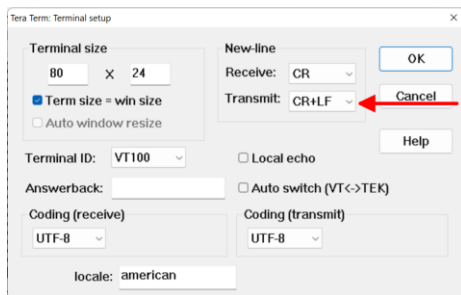 Tera Term: Terminal setup
Terminal size
80 X 24
Term size = win size
Auto window resize
New-line
Receive: CR
Transmit: CR+LF
OK
Cancel
Help
Terminal ID: VT100
Local echo
Answerback:
Auto switch (VT<->TEK)
Coding (receive)
UTF-8
Coding (transmit)
UTF-8
locale: american